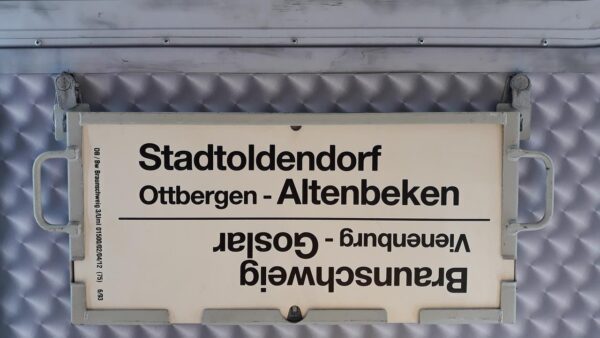 Stadtoldendorf
Ottbergen - Altenbeken
Braunschweig
Vienenburg - Goslar